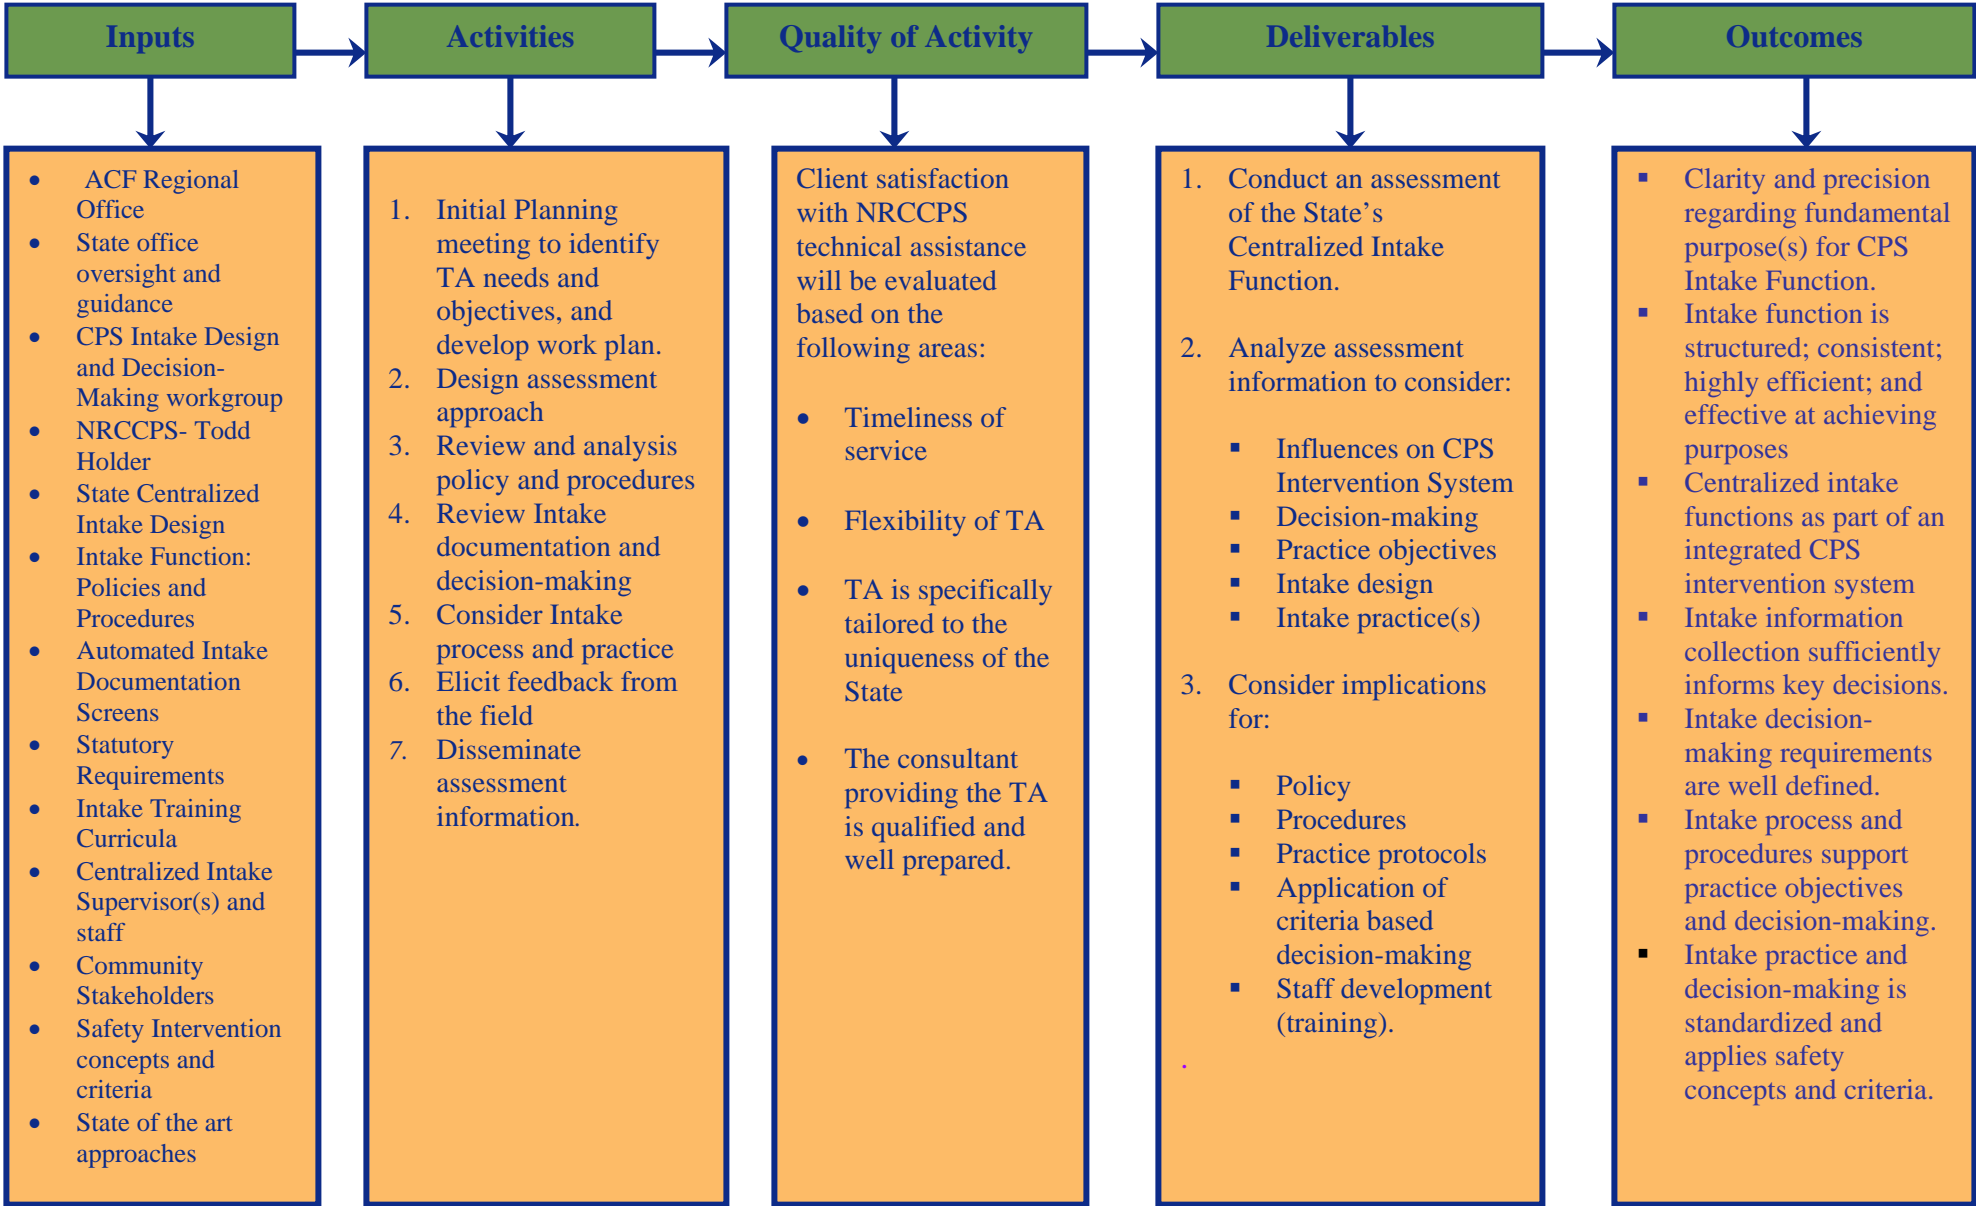 Inputs
Activities
Quality of Activity
Deliverables
Outcomes
• ACF Regional
Office
• State office
oversight and
guidance
• CPS Intake Design
and Decision-
Making workgroup
• NRCCPS- Todd
Holder
• State Centralized
Intake Design
• Intake Function:
Policies and
Procedures
• Automated Intake
Documentation
Screens
• Statutory
Requirements
• Intake Training
Curricula
• Centralized Intake
Supervisor(s) and
staff
• Community
Stakeholders
• Safety Intervention
concepts and
criteria
• State of the art
approaches
1. Initial Planning
meeting to identify
TA needs and
objectives, and
develop work plan.
2. Design assessment
approach
3. Review and analysis
policy and procedures
4. Review Intake
documentation and
decision-making
5. Consider Intake
process and practice
6. Elicit feedback from
the field
7. Disseminate
assessment
information.
Client satisfaction
with NRCCPS
technical assistance
will be evaluated
based on the
following areas:
• Timeliness of
service
• Flexibility of TA
• TA is specifically
tailored to the
uniqueness of the
State
• The consultant
providing the TA
is qualified and
well prepared.
1. Conduct an assessment
of the State’s
Centralized Intake
Function.
2. Analyze assessment
information to consider:
▪ Influences on CPS
Intervention System
▪ Decision-making
▪ Practice objectives
▪ Intake design
▪ Intake practice(s)
3. Consider implications
for:
▪ Policy
▪ Procedures
▪ Practice protocols
▪ Application of
criteria based
decision-making
▪ Staff development
(training).
.
▪ Clarity and precision
regarding fundamental
purpose(s) for CPS
Intake Function.
▪ Intake function is
structured; consistent;
highly efficient; and
effective at achieving
purposes
▪ Centralized intake
functions as part of an
integrated CPS
intervention system
▪ Intake information
collection sufficiently
informs key decisions.
▪ Intake decision-
making requirements
are well defined.
▪ Intake process and
procedures support
practice objectives
and decision-making.
▪ Intake practice and
decision-making is
standardized and
applies safety
concepts and criteria.